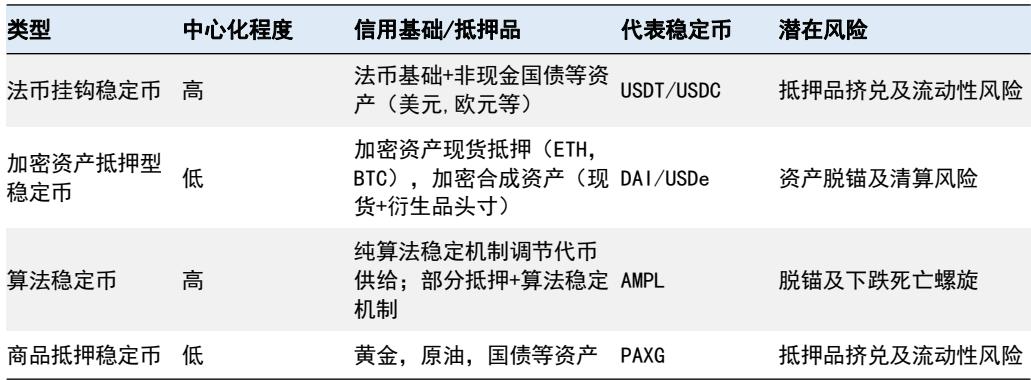 类型 中心化程度 信用基础/抵押品 代表稳定币 潜在风险
法币挂钩稳定币 高 法币基础+非现金国债等资产（美元,欧元等） USDT/USDC 抵押品挤兑及流动性风险
加密资产抵押型稳定币 低 加密资产现货抵押（ETH，BTC），加密合成资产（现货+衍生品头寸） DAI/USDe 资产脱锚及清算风险
算法稳定币 高 纯算法稳定机制调节代币供给；部分抵押+算法稳定机制 AMPL 脱锚及下跌死亡螺旋
商品抵押稳定币 低 黄金，原油，国债等资产 PAXG 抵押品挤兑及流动性风险